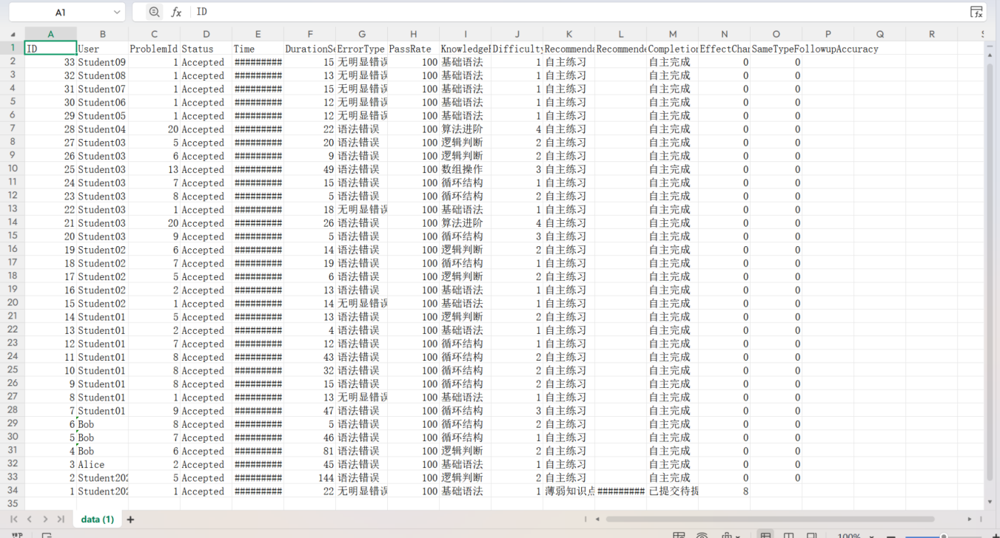 A1 fx ID
A B C D E F G H I J K L M N O P Q R
1 ID User ProblemId Status Time DurationSe ErrorType PassRate Knowledge Difficulty Recommenda Recommende Completion EffectChan SameTypeFollowupAccuracy
2 33 Student09 1 Accepted ######### 15 无明显错误 100 基础语法 1 自主练习 自主完成 0 0
3 32 Student08 1 Accepted ######### 13 无明显错误 100 基础语法 1 自主练习 自主完成 0 0
4 31 Student07 1 Accepted ######### 15 无明显错误 100 基础语法 1 自主练习 自主完成 0 0
5 30 Student06 1 Accepted ######### 12 无明显错误 100 基础语法 1 自主练习 自主完成 0 0
6 29 Student05 1 Accepted ######### 12 无明显错误 100 基础语法 1 自主练习 自主完成 0 0
7 28 Student04 20 Accepted ######### 22 语法错误 100 算法进阶 4 自主练习 自主完成 0 0
8 27 Student03 5 Accepted ######### 20 语法错误 100 逻辑判断 2 自主练习 自主完成 0 0
9 26 Student03 6 Accepted ######### 9 语法错误 100 逻辑判断 2 自主练习 自主完成 0 0
10 25 Student03 13 Accepted ######### 49 语法错误 100 数组操作 3 自主练习 自主完成 0 0
11 24 Student03 7 Accepted ######### 15 语法错误 100 循环结构 1 自主练习 自主完成 0 0
12 23 Student03 8 Accepted ######### 5 语法错误 100 循环结构 2 自主练习 自主完成 0 0
13 22 Student03 1 Accepted ######### 18 无明显错误 100 基础语法 1 自主练习 自主完成 0 0
14 21 Student03 20 Accepted ######### 26 语法错误 100 算法进阶 4 自主练习 自主完成 0 0
15 20 Student03 9 Accepted ######### 5 语法错误 100 循环结构 3 自主练习 自主完成 0 0
16 19 Student02 6 Accepted ######### 14 语法错误 100 逻辑判断 2 自主练习 自主完成 0 0
17 18 Student02 7 Accepted ######### 19 语法错误 100 循环结构 1 自主练习 自主完成 0 0
18 17 Student02 5 Accepted ######### 6 语法错误 100 逻辑判断 2 自主练习 自主完成 0 0
19 16 Student02 2 Accepted ######### 13 语法错误 100 基础语法 1 自主练习 自主完成 0 0
20 15 Student02 1 Accepted ######### 14 无明显错误 100 基础语法 1 自主练习 自主完成 0 0
21 14 Student01 5 Accepted ######### 13 语法错误 100 逻辑判断 2 自主练习 自主完成 0 0
22 13 Student01 2 Accepted ######### 4 语法错误 100 基础语法 1 自主练习 自主完成 0 0
23 12 Student01 7 Accepted ######### 12 语法错误 100 循环结构 1 自主练习 自主完成 0 0
24 11 Student01 8 Accepted ######### 43 语法错误 100 循环结构 2 自主练习 自主完成 0 0
25 10 Student01 8 Accepted ######### 32 语法错误 100 循环结构 2 自主练习 自主完成 0 0
26 9 Student01 8 Accepted ######### 15 语法错误 100 循环结构 2 自主练习 自主完成 0 0
27 8 Student01 1 Accepted ######### 13 无明显错误 100 基础语法 1 自主练习 自主完成 0 0
28 7 Student01 9 Accepted ######### 47 语法错误 100 循环结构 3 自主练习 自主完成 0 0
29 6 Bob 8 Accepted ######### 5 语法错误 100 循环结构 2 自主练习 自主完成 0 0
30 5 Bob 7 Accepted ######### 46 语法错误 100 循环结构 1 自主练习 自主完成 0 0
31 4 Bob 6 Accepted ######### 81 语法错误 100 逻辑判断 2 自主练习 自主完成 0 0
32 3 Alice 2 Accepted ######### 45 语法错误 100 基础语法 1 自主练习 自主完成 0 0
33 2 Student202 5 Accepted ######### 144 语法错误 100 逻辑判断 2 自主练习 自主完成 0 0
34 1 Student202 1 Accepted ######### 22 无明显错误 100 基础语法 1 薄弱知识点 ######### 已提交待提 8
35
data (1)
100%